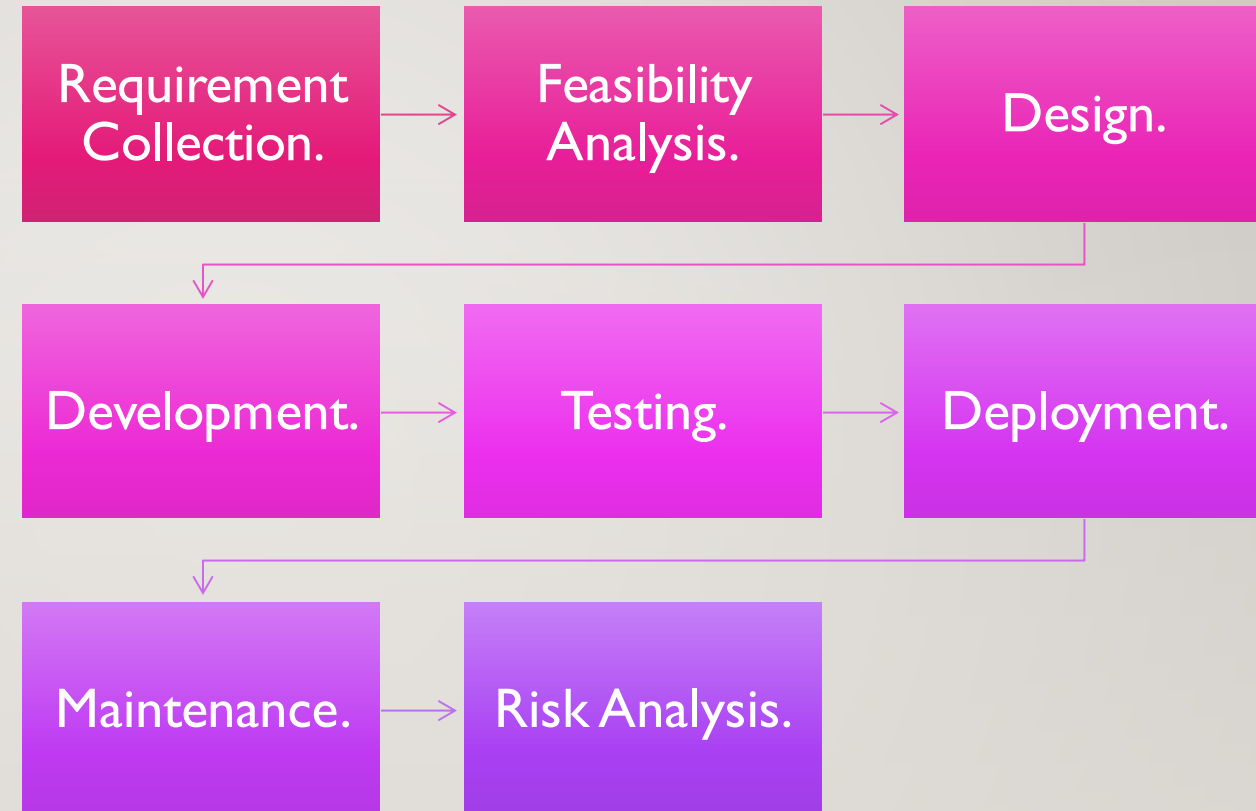 Requirement
Collection.
Feasibility
Analysis.
Design.
Development.
Testing.
Deployment.
Maintenance.
Risk Analysis.